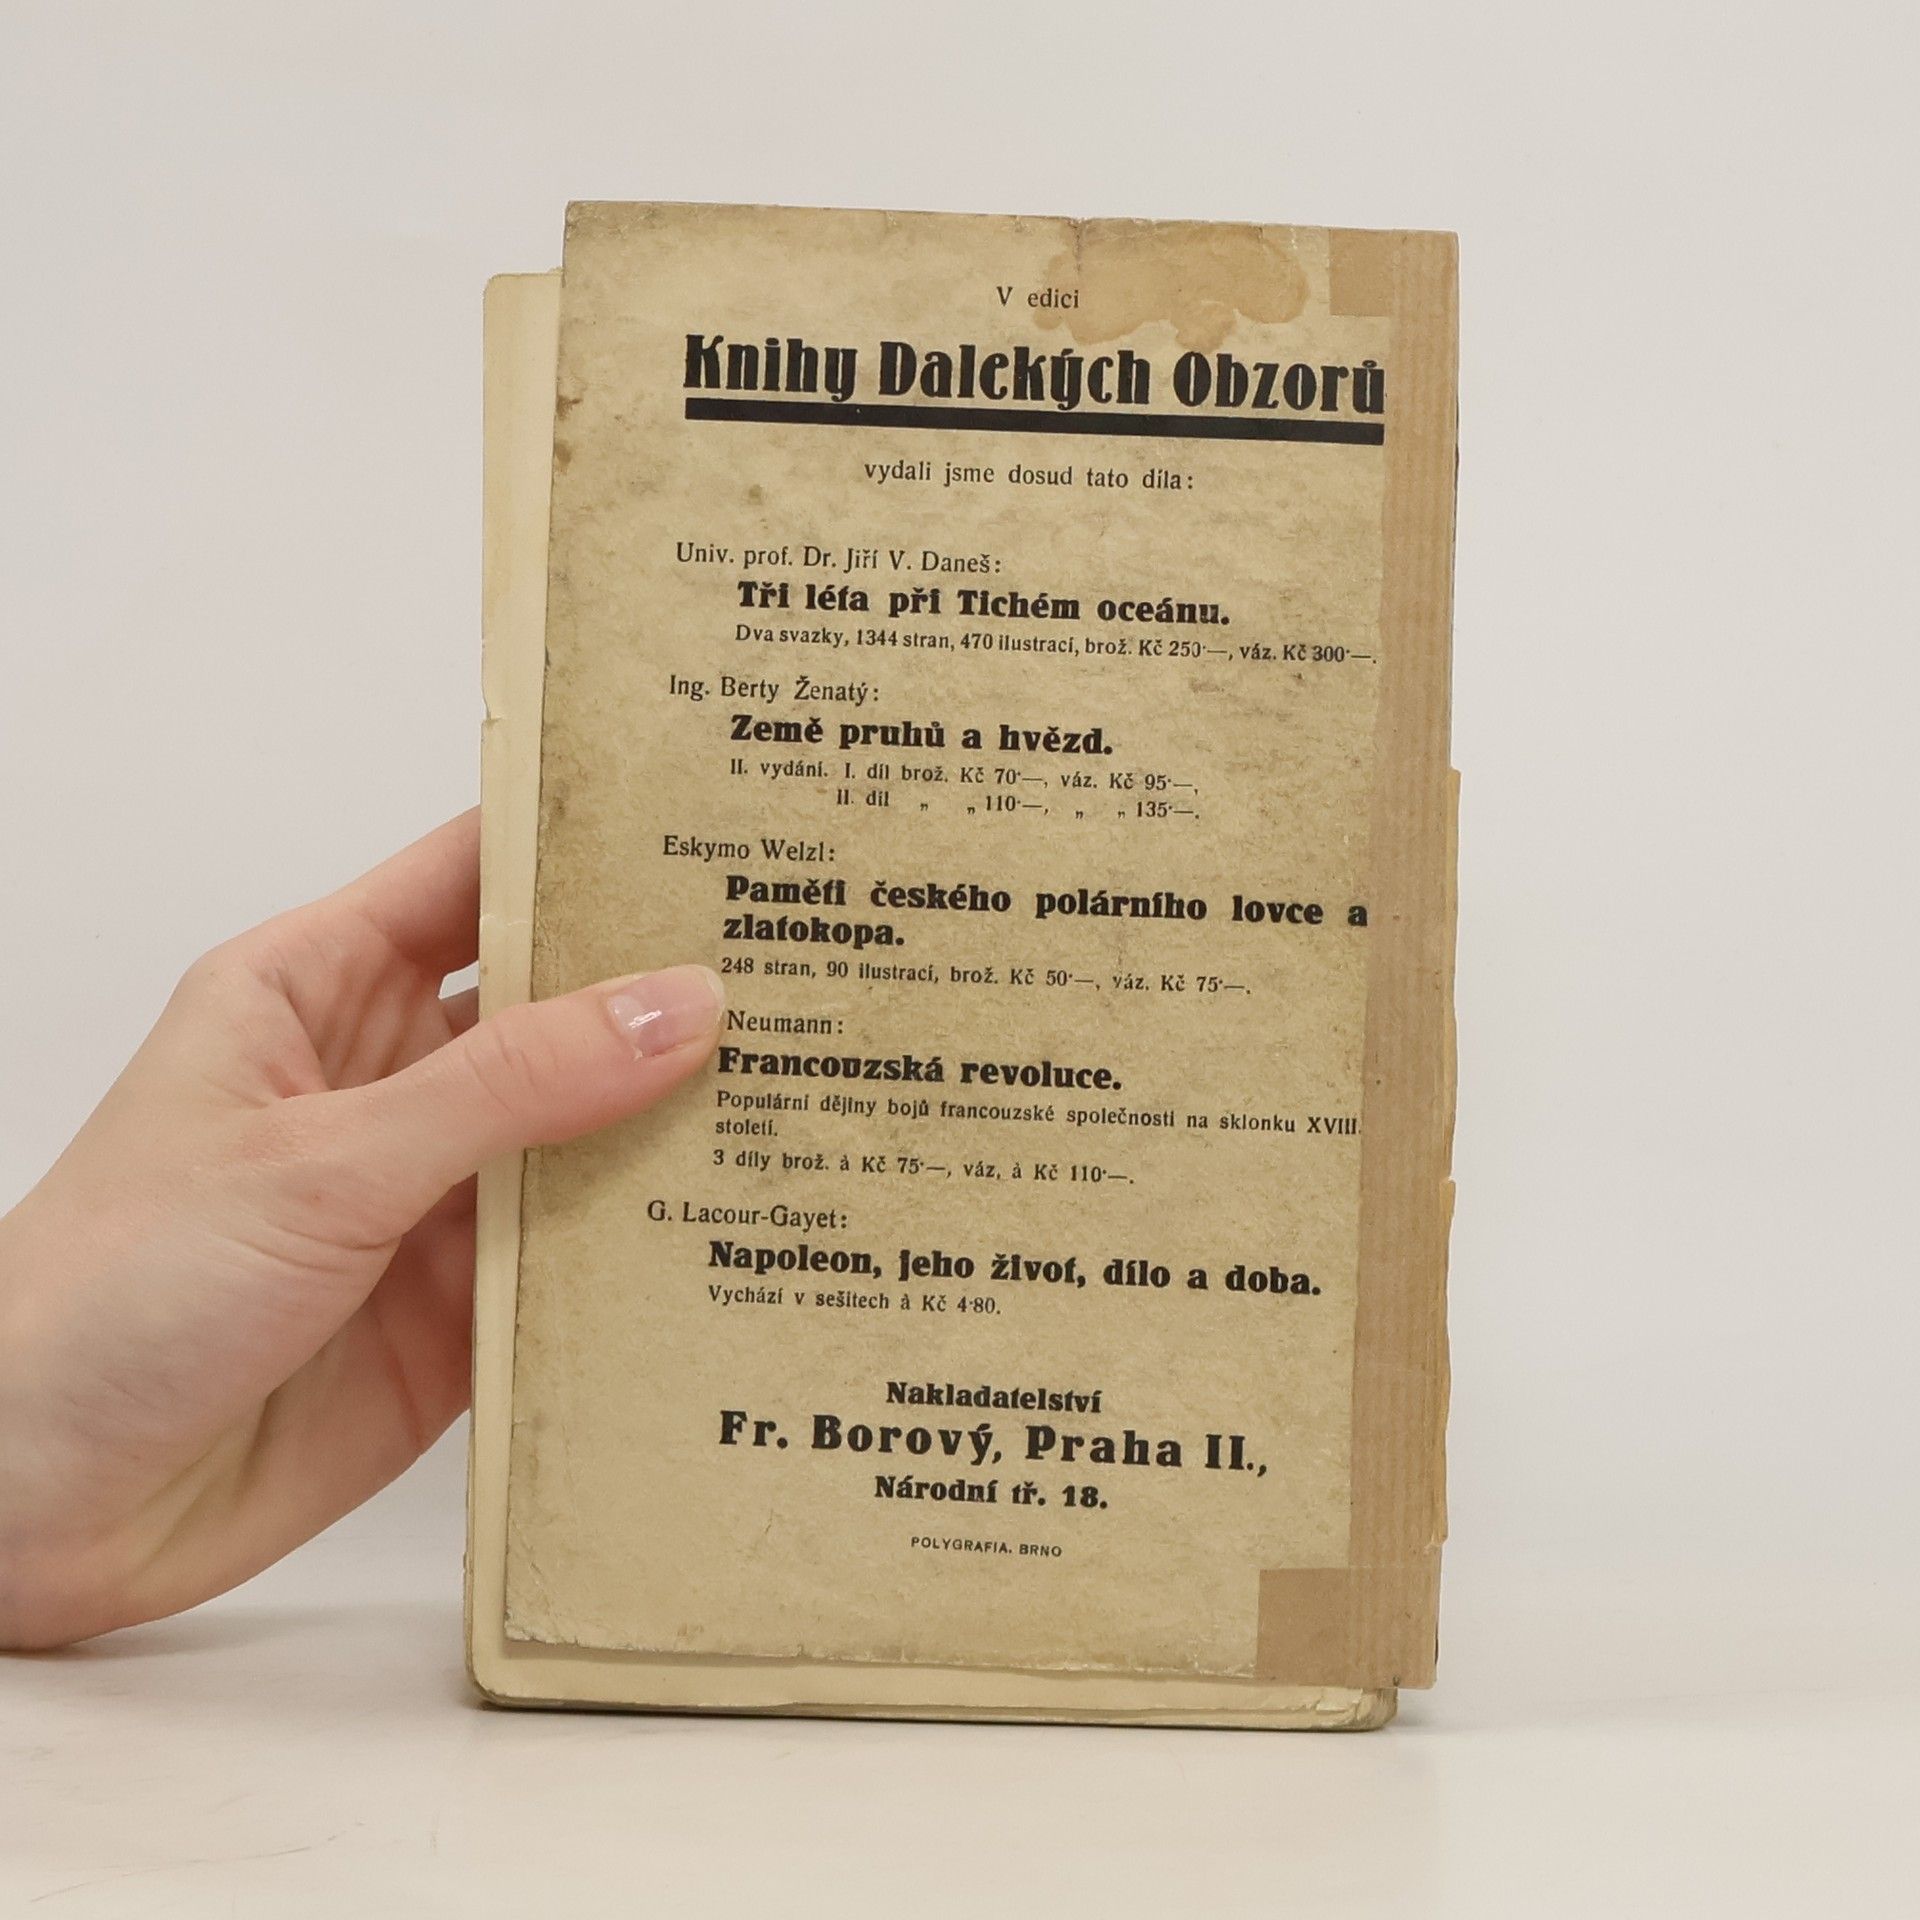 V edici
Knihy Dalekých Obzorů
vydali jsme dosud tato díla:
Univ. prof. Dr. Jiří V. Daneš:
Tři léta při Tichém oceánu.
Dva svazky, 1344 stran, 470 ilustrací, brož. Kč 250·—, váz. Kč 300·—.
Ing. Berty Ženatý:
Země pruhů a hvězd.
II. vydání. I. díl brož. Kč 70·—, váz. Kč 95·—,
II. díl „ „ 110·—, „ „ 135·—.
Eskymo Welzl:
Paměti českého polárního lovce a
zlatokopa.
248 stran, 90 ilustrací, brož. Kč 50·—, váz. Kč 75·—.
Neumann:
Francouzská revoluce.
Populární dějiny bojů francouzské společnosti na sklonku XVIII.
století.
3 díly brož. à Kč 75·—, váz, à Kč 110·—.
G. Lacour-Gayet:
Napoleon, jeho život, dílo a doba.
Vychází v sešitech à Kč 4·80.
Nakladatelství
Fr. Borový, Praha II.,
Národní tř. 18.
POLYGRAFIA. BRNO